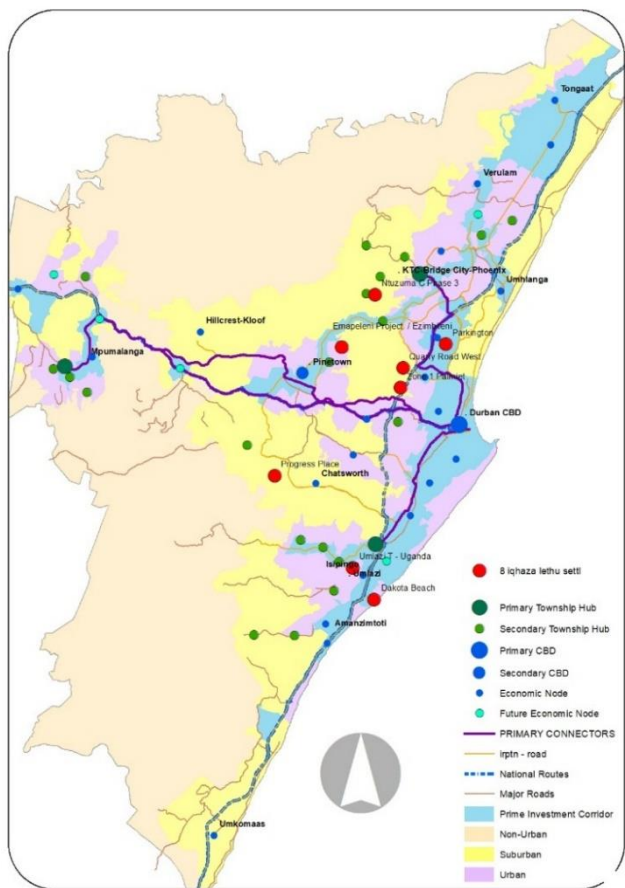 Tongaat
Verulam
. KTC-Bridge City-Phoenix
Ntuzuma C Phase 3
Umhlanga
Hillcrest-Kloof
Emapeleni Project / Ezimbeni
Parkington
Mpumalanga
. Pinetown
Quarry Road West
. Durban CBD
Progress Place
Chatsworth
Umlazi T - Uganda
Isipingo
Umlazi
Dakota Beach
Amanzimtoti
Umkomaas
8 iqhaza lethu settl
Primary Township Hub
Secondary Township Hub
Primary CBD
Secondary CBD
Economic Node
Future Economic Node
PRIMARY CONNECTORS
irptn - road
National Routes
Major Roads
Prime Investment Corridor
Non-Urban
Suburban
Urban